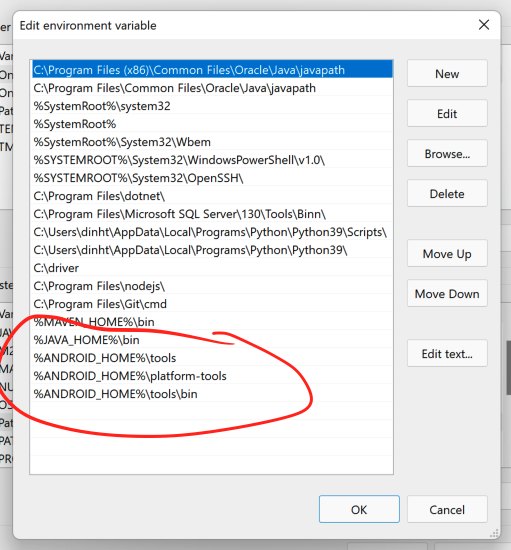 Edit environment variable
C:\Program Files (x86)\Common Files\Oracle\Java\javapath
C:\Program Files\Common Files\Oracle\Java\javapath
%SystemRoot%\system32
%SystemRoot%
%SystemRoot%\System32\Wbem
%SYSTEMROOT%\System32\WindowsPowerShell\v1.0\
%SYSTEMROOT%\System32\OpenSSH\
C:\Program Files\dotnet\
C:\Program Files\Microsoft SQL Server\130\Tools\Binn\
C:\Users\dinht\AppData\Local\Programs\Python\Python39\Scripts\
C:\Users\dinht\AppData\Local\Programs\Python\Python39\
C:\driver
C:\Program Files\nodejs\
C:\Program Files\Git\cmd
%MAVEN_HOME%\bin
%JAVA_HOME%\bin
%ANDROID_HOME%\tools
%ANDROID_HOME%\platform-tools
%ANDROID_HOME%\tools\bin
New
Edit
Browse...
Delete
Move Up
Move Down
Edit text...
OK
Cancel